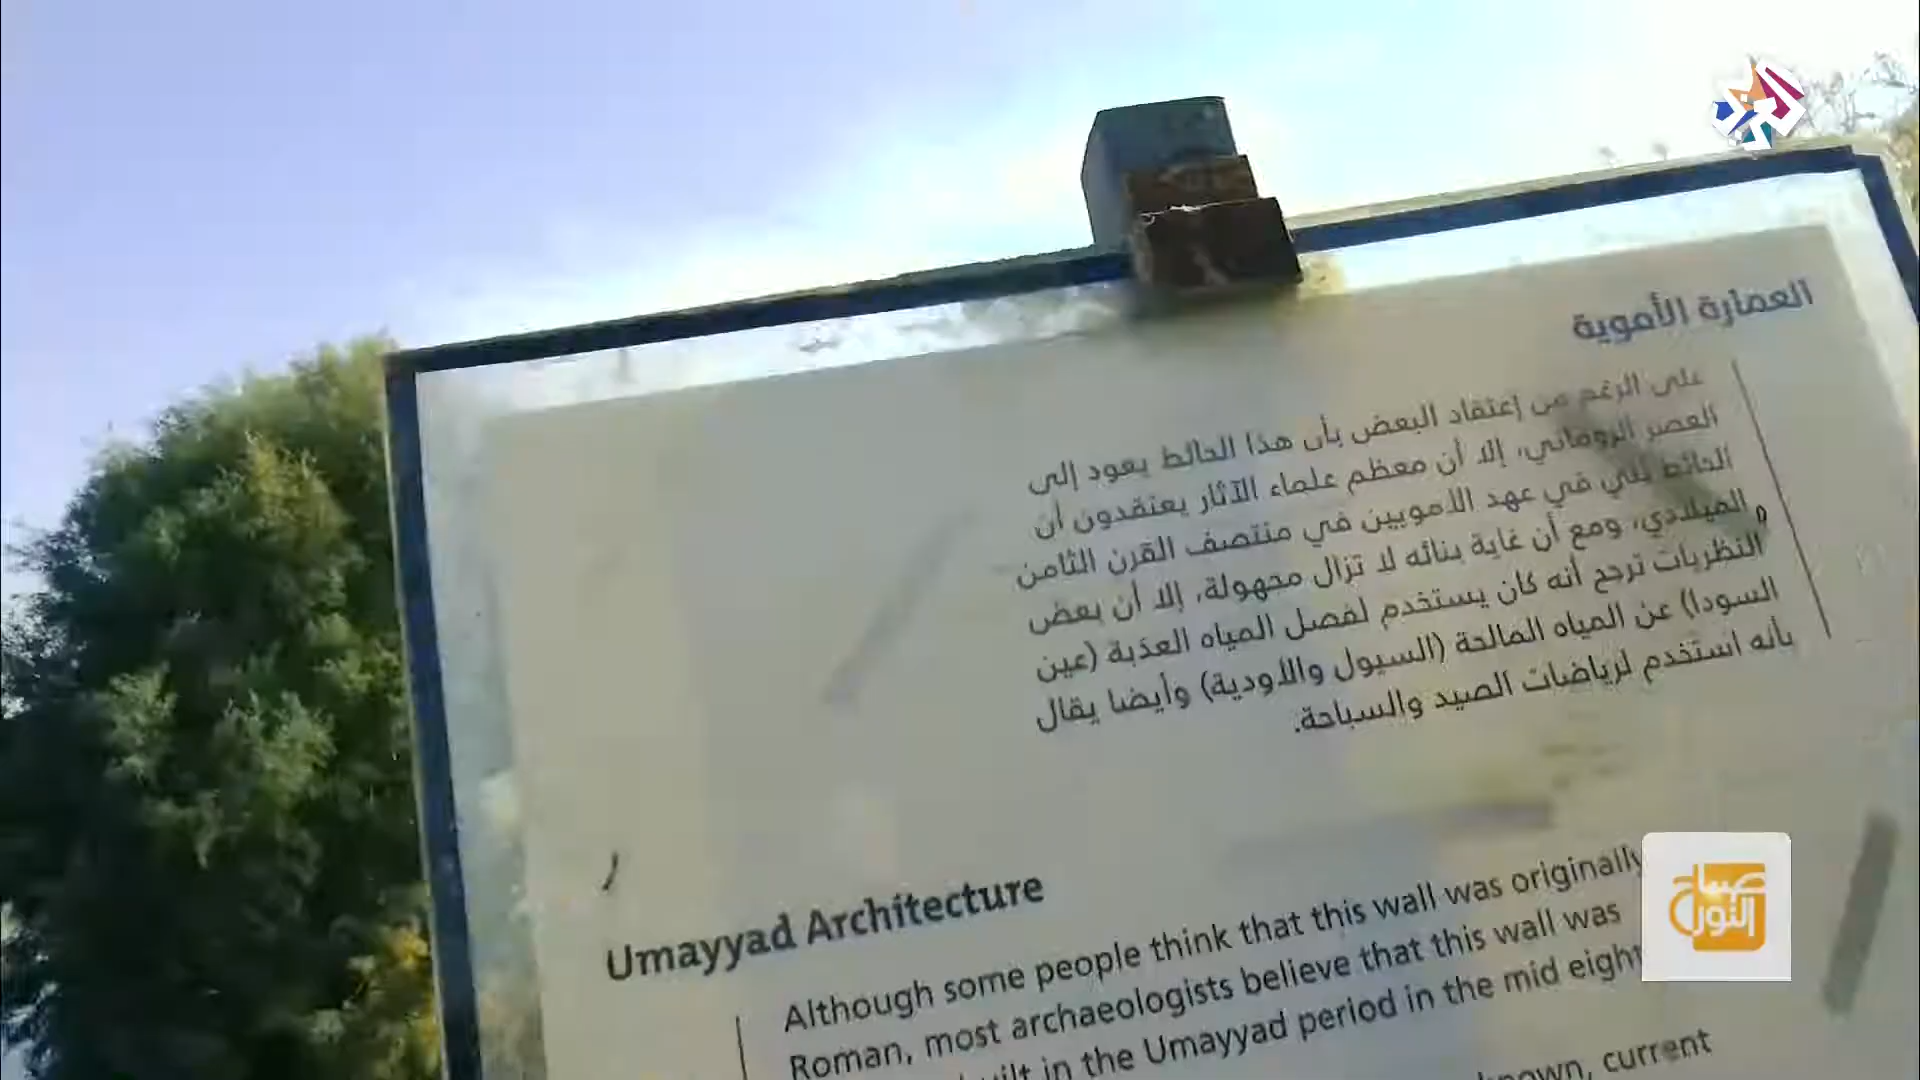 العربي
العمارة الأموية
على الرغم من إعتقاد البعض بأن هذا الحائط يعود إلى
العصر الروماني، إلا أن معظم علماء الآثار يعتقدون أن
الحائط بني في عهد الأمويين في منتصف القرن الثامن
الميلادي، ومع أن غاية بنائه لا تزال مجهولة، إلا أن بعض
النظريات ترجح أنه كان يستخدم لفصل المياه العذبة (عين
السودا) عن المياه المالحة (السيول والأودية) وأيضا يقال
بأنه استخدم لرياضات الصيد والسباحة.
Umayyad Architecture
Although some people think that this wall was originally
Roman, most archaeologists believe that this wall was
in the Umayyad period in the mid
current
صباح
النور